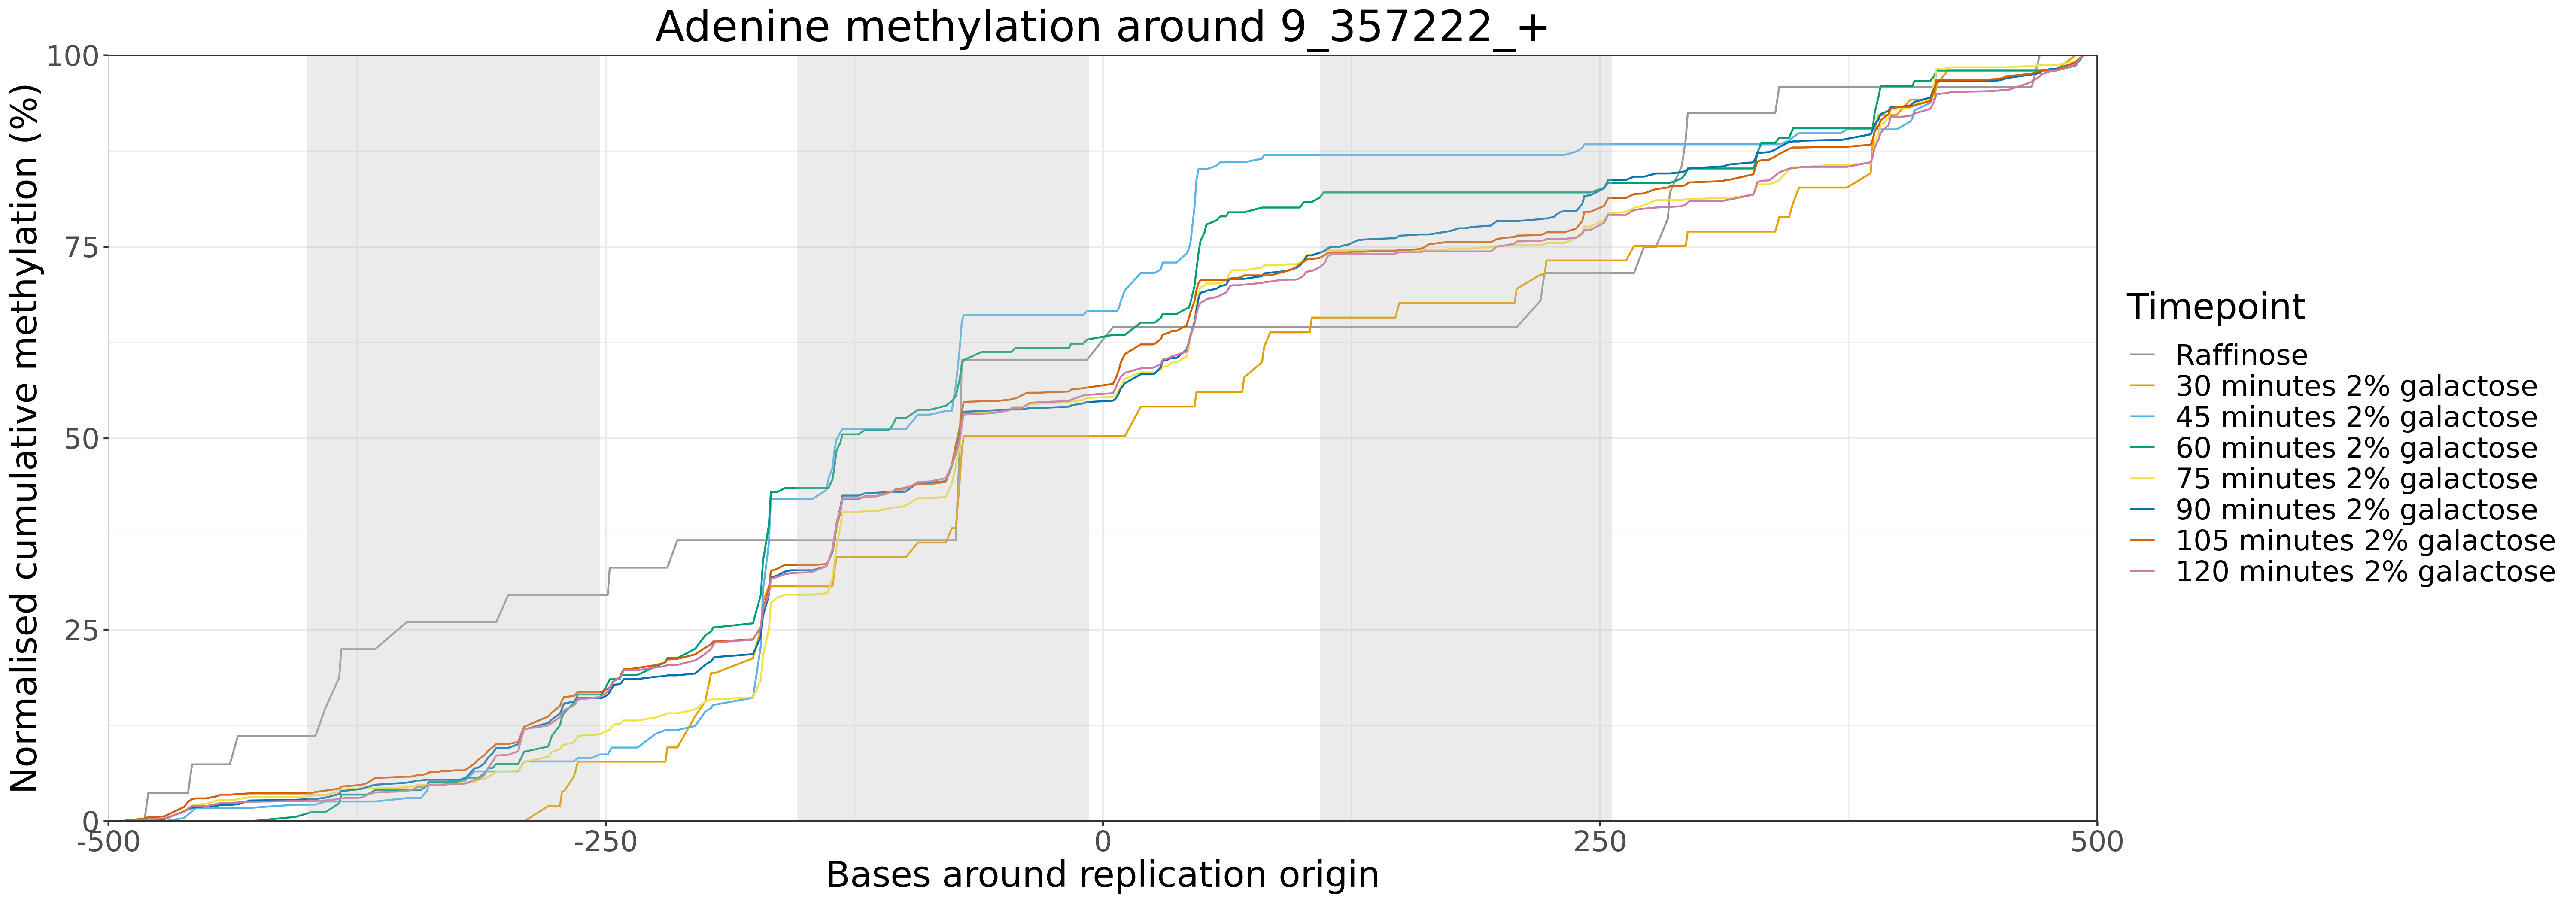 Adenine methylation around 9_357222_+
Normalised cumulative methylation (%)
100
75
50
25
0
-500
-250
0
250
500
Bases around replication origin
Timepoint
Raffinose
30 minutes 2% galactose
45 minutes 2% galactose
60 minutes 2% galactose
75 minutes 2% galactose
90 minutes 2% galactose
105 minutes 2% galactose
120 minutes 2% galactose